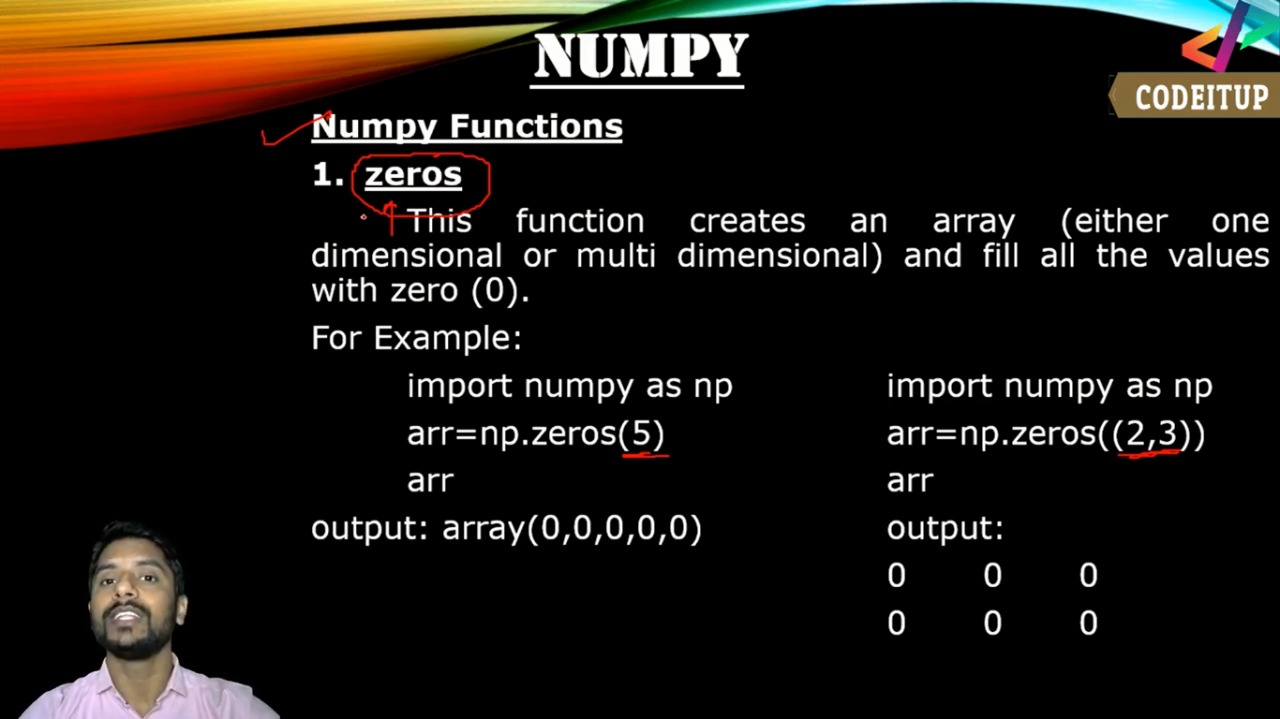 NUMPY
CODEITUP
Numpy Functions
1. zeros
This function creates an array (either one
dimensional or multi dimensional) and fill all the values
with zero (0).
For Example:
import numpy as np
arr=np.zeros(5)
arr
output: array(0,0,0,0,0)
import numpy as np
arr=np.zeros((2,3))
arr
output:
0 0 0
0 0 0